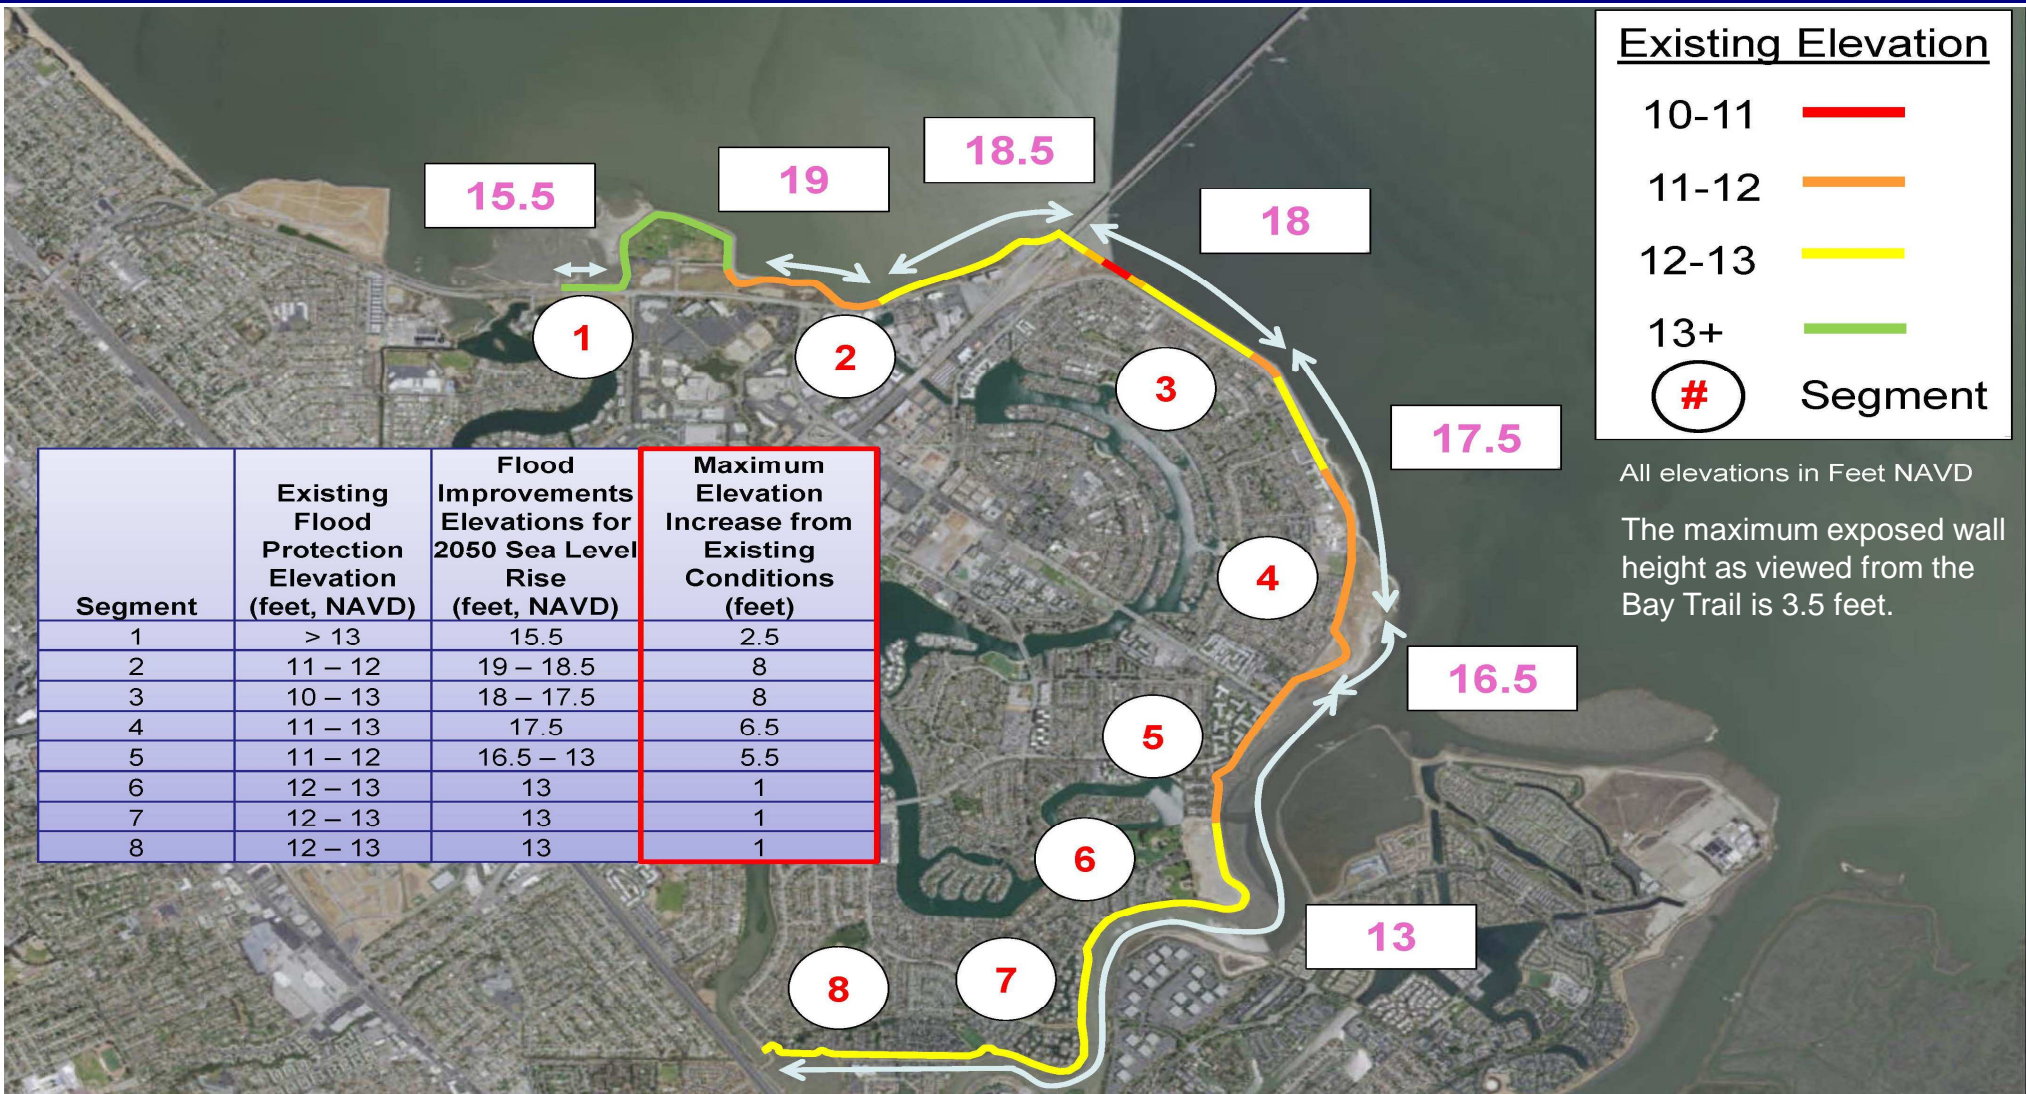 Existing Elevation
10-11
11-12
12-13
13+
# Segment
All elevations in Feet NAVD
The maximum exposed wall
height as viewed from the
Bay Trail is 3.5 feet.
15.5
19
18.5
18
17.5
16.5
13
1
2
3
4
5
6
7
8
Segment
Existing
Flood
Protection
Elevation
(feet, NAVD)
Flood
Improvements
Elevations for
2050 Sea Level
Rise
(feet, NAVD)
Maximum
Elevation
Increase from
Existing
Conditions
(feet)
1 > 13 15.5 2.5
2 11 – 12 19 – 18.5 8
3 10 – 13 18 – 17.5 8
4 11 – 13 17.5 6.5
5 11 – 12 16.5 – 13 5.5
6 12 – 13 13 1
7 12 – 13 13 1
8 12 – 13 13 1